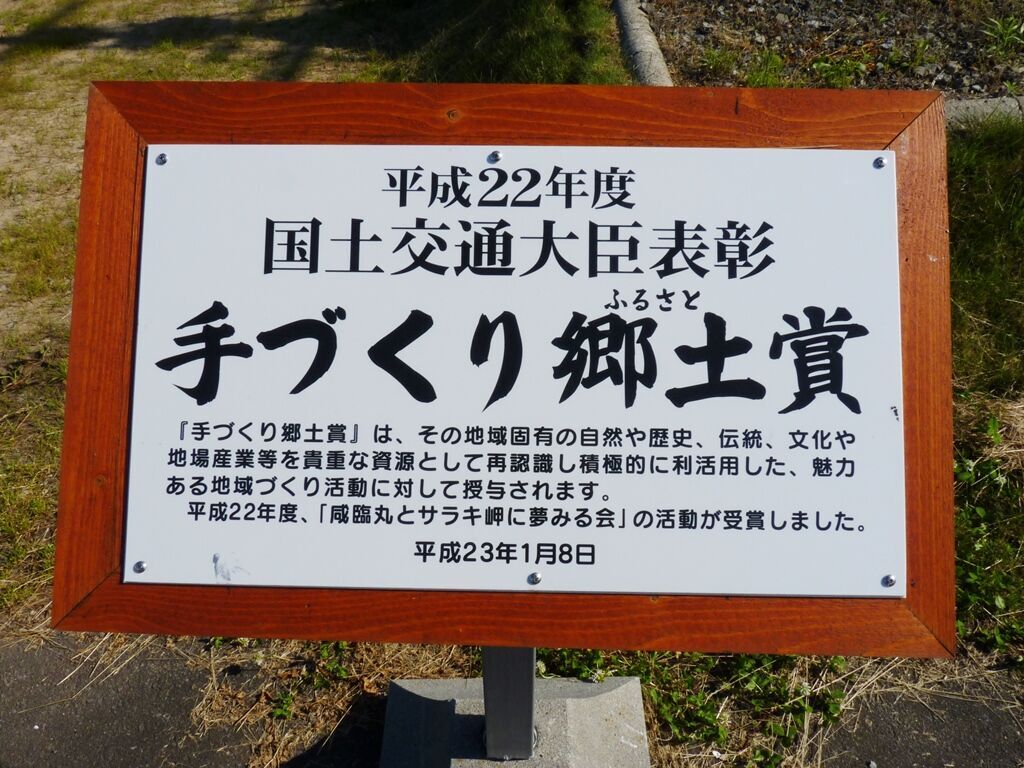 平成22年度
国土交通大臣表彰
ふるさと
手づくり郷土賞
『手づくり郷土賞』は、その地域固有の自然や歴史、伝統、文化や
地場産業等を貴重な資源として再認識し積極的に利活用した、魅力
ある地域づくり活動に対して授与されます。
平成22年度、「咸臨丸とサラキ岬に夢みる会」の活動が受賞しました。
平成23年1月8日